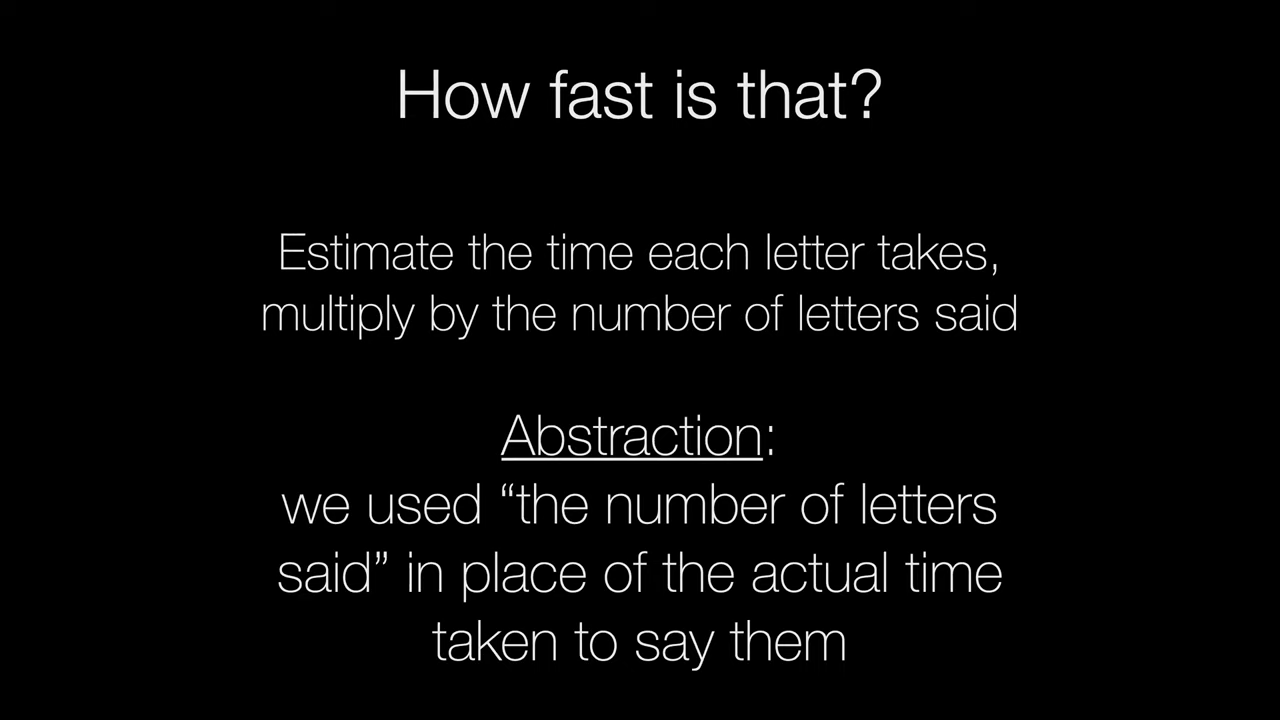 How fast is that?
Estimate the time each letter takes,
multiply by the number of letters said
Abstraction:
we used “the number of letters
said” in place of the actual time
taken to say them